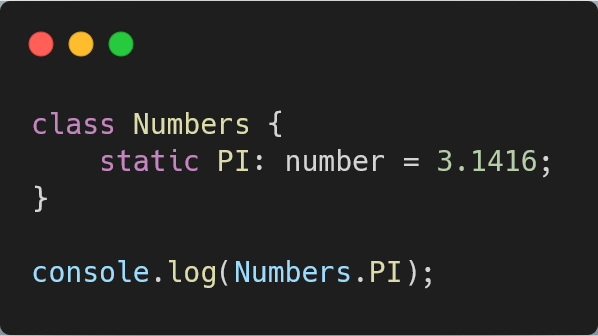 class Numbers {
    static PI: number = 3.1416;
}
console.log(Numbers.PI);